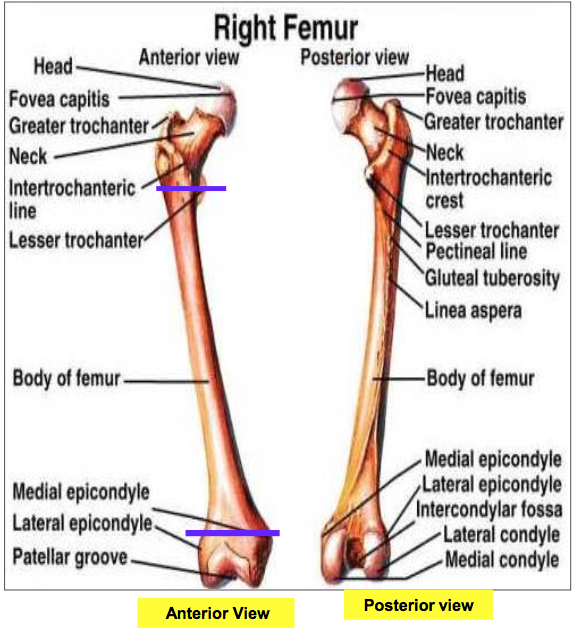 Right Femur
Anterior view
Head
Fovea capitis
Greater trochanter
Neck
Intertrochanteric
line
Lesser trochanter
Body of femur
Medial epicondyle
Lateral epicondyle
Patellar groove
Posterior view
Head
Fovea capitis
Greater trochanter
Neck
Intertrochanteric
crest
Lesser trochanter
Pectineal line
Gluteal tuberosity
Linea aspera
Body of femur
Medial epicondyle
Lateral epicondyle
Intercondylar fossa
Lateral condyle
Medial condyle
Anterior View
Posterior view